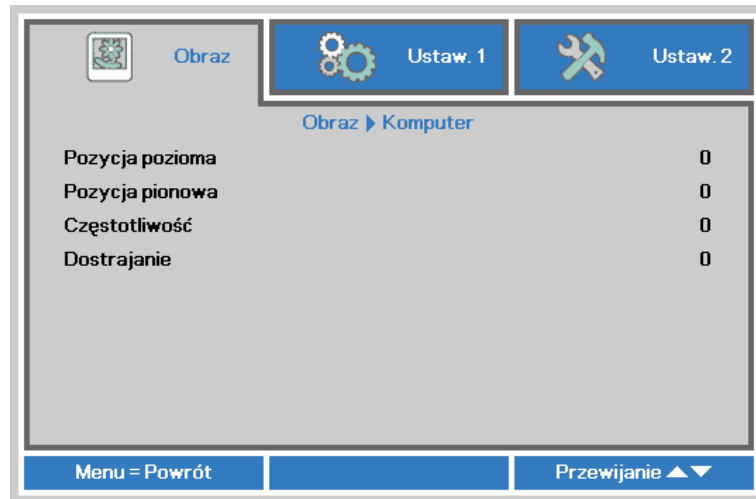 Obraz
Ustaw. 1
Ustaw. 2
Obraz Komputer
Pozycja pozioma 0
Pozycja pionowa 0
Częstotliwość 0
Dostrajanie 0
Menu = Powrót
Przewijanie